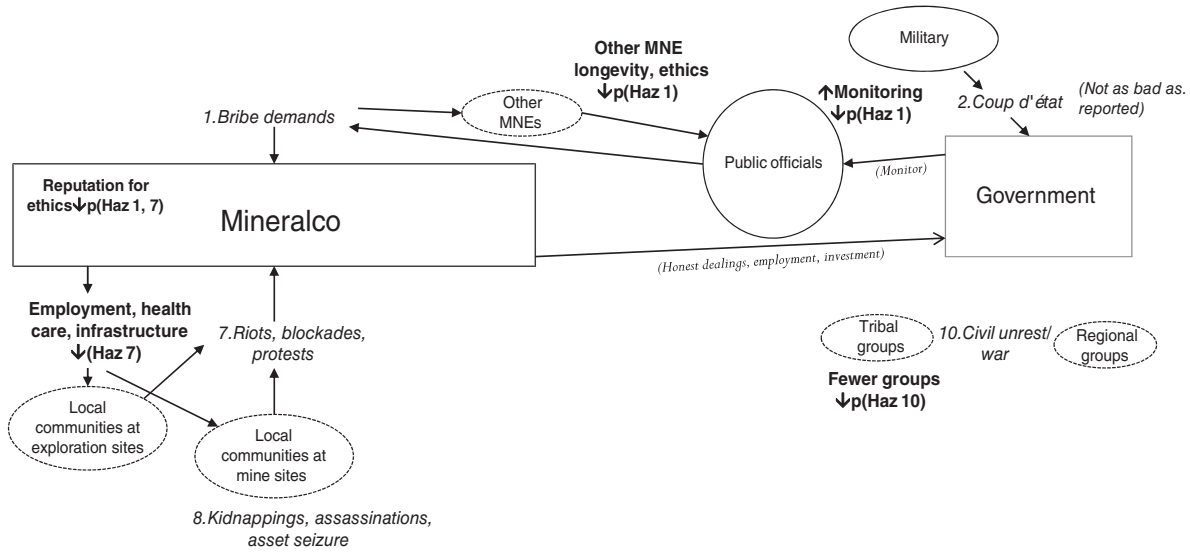 Military
Other MNE
longevity, ethics
↓p(Haz 1)
↑Monitoring
↓p(Haz 1)
2.Coup d'état
(Not as bad as.
reported)
1.Bribe demands
Other
MNEs
Public officials
(Monitor)
Government
Reputation for
ethics↓p(Haz 1, 7)
Mineralco
(Honest dealings, employment, investment)
Employment, health
care, infrastructure
↓(Haz 7)
7.Riots, blockades,
protests
Tribal
groups
10.Civil unrest/
war
Regional
groups
Fewer groups
↓p(Haz 10)
Local
communities at
exploration sites
Local
communities at
mine sites
8.Kidnappings, assassinations,
asset seizure